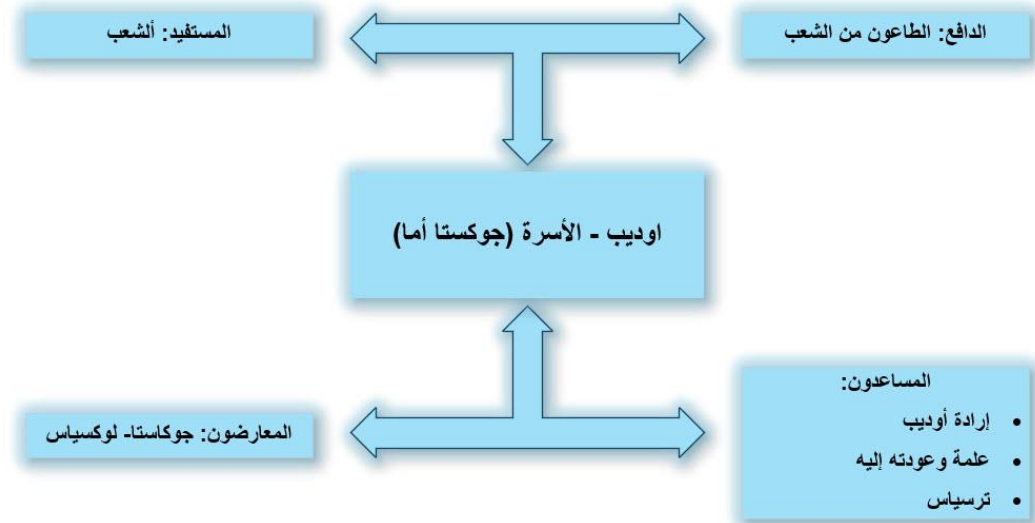 الدافع: الطاعون من الشعب
المستفيد: ألشعب
اوديب - الأسرة (جوكستا أما)
المساعدون:
• إرادة أوديب
• علمة وعودته إليه
• ترسياس
المعارضون: جوكاستا- لوكسياس